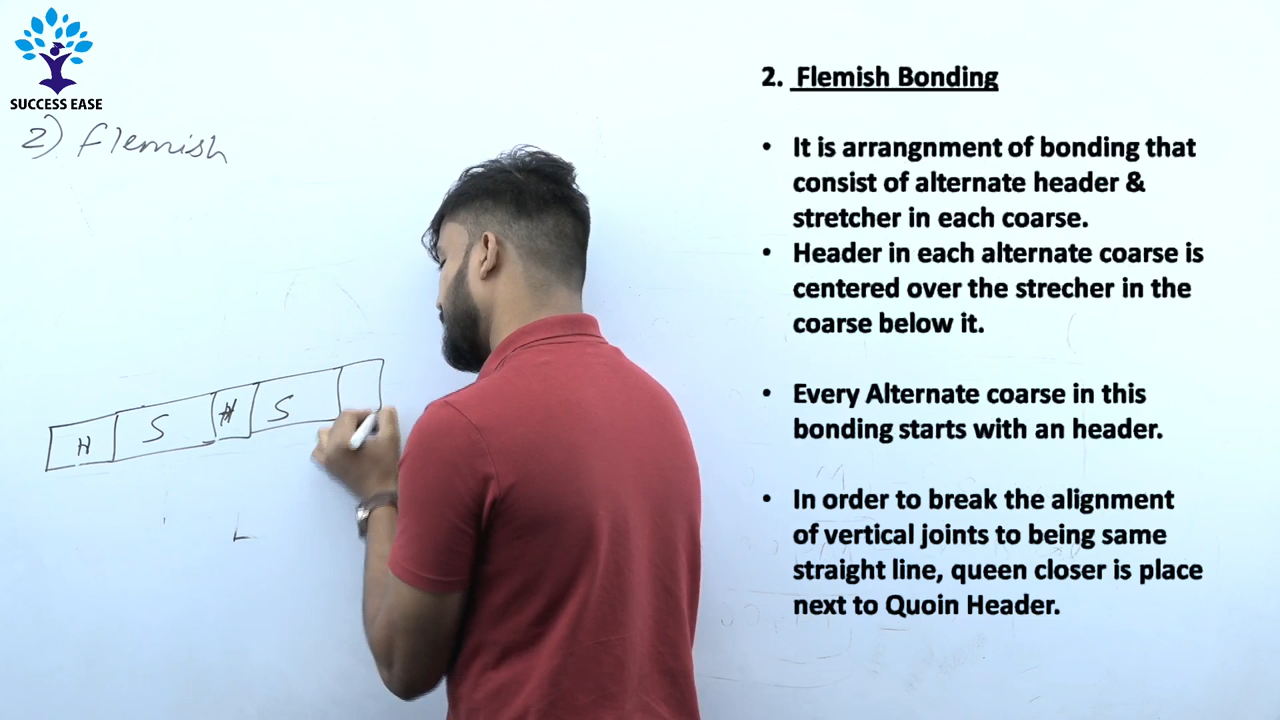 SUCCESS EASE
2) Flemish
H S H S
L
2. Flemish Bonding
• It is arrangnment of bonding that
consist of alternate header &
stretcher in each coarse.
• Header in each alternate coarse is
centered over the strecher in the
coarse below it.
• Every Alternate coarse in this
bonding starts with an header.
• In order to break the alignment
of vertical joints to being same
straight line, queen closer is place
next to Quoin Header.